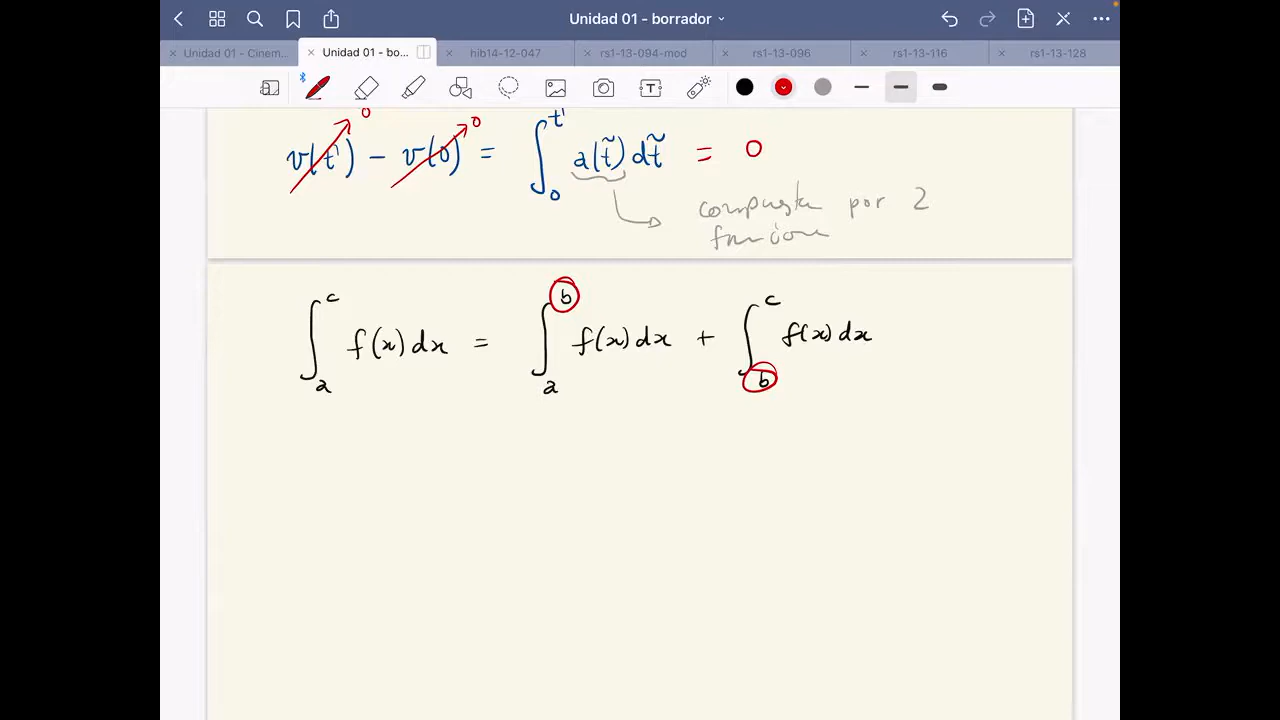 Unidad 01 - borrador
Unidad 01 - Cinem...
Unidad 01 - bo...
hib14-12-047
rs1-13-094-mod
rs1-13-096
rs1-13-116
rs1-13-128
v(t') 0 - v(0) 0 = ∫₀^{t'} a(t̃) dt̃ = 0
compuesta por 2
funciones
∫ₐᶜ f(x) dx = ∫ₐᵇ f(x) dx + ∫_b^c f(x) dx